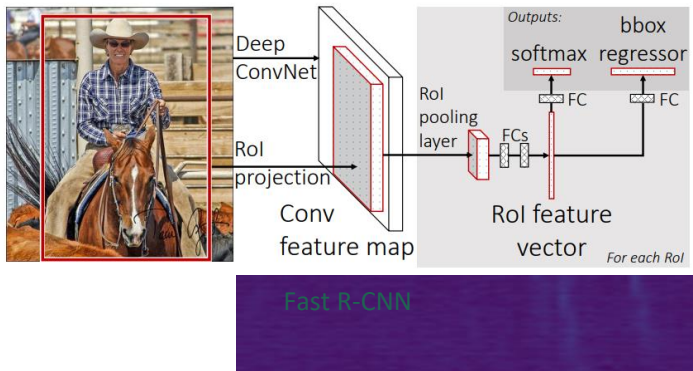 Outputs:
softmax
bbox
regressor
Deep
ConvNet
FC
FC
RoI
pooling
layer
FCs
RoI
projection
Conv
feature map
RoI feature
vector
For each RoI
Fast R-CNN